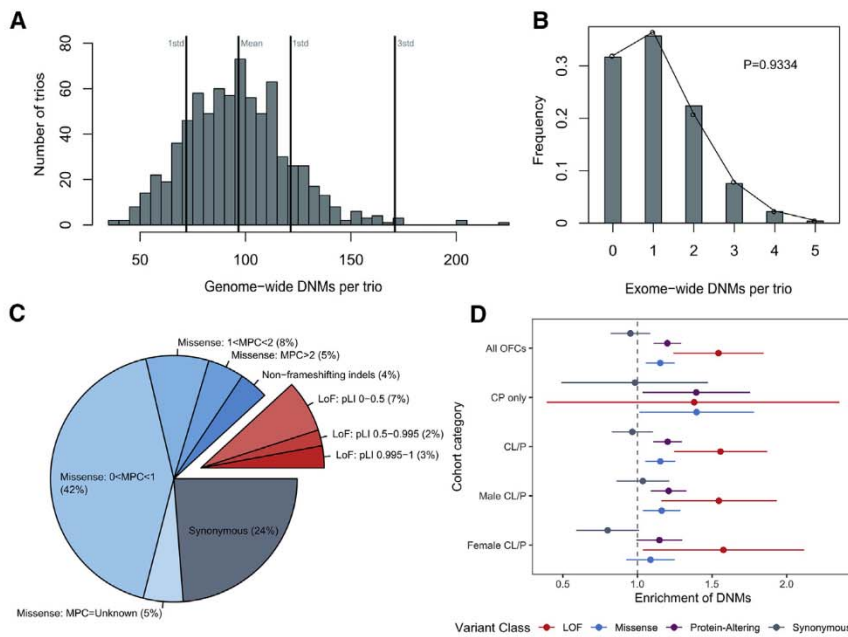 A
1std
Mean
1std
3std
Number of trios
80
60
40
20
0
50
100
150
200
Genome-wide DNMs per trio
B
P=0.9334
Frequency
0.3
0.2
0.1
0
0
1
2
3
4
5
Exome-wide DNMs per trio
C
Missense: 1<MPC<2 (8%)
Missense: MPC>2 (5%)
Non-frameshifting indels (4%)
LoF: pLI 0-0.5 (7%)
LoF: pLI 0.5-0.995 (2%)
LoF: pLI 0.995-1 (3%)
Missense: 0<MPC<1
(42%)
Synonymous (24%)
Missense: MPC=Unknown (5%)
D
Cohort category
All OFCs
CP only
CL/P
Male CL/P
Female CL/P
0.5
1.0
1.5
2.0
Enrichment of DNMs
Variant Class
LOF
Missense
Protein-Altering
Synonymous